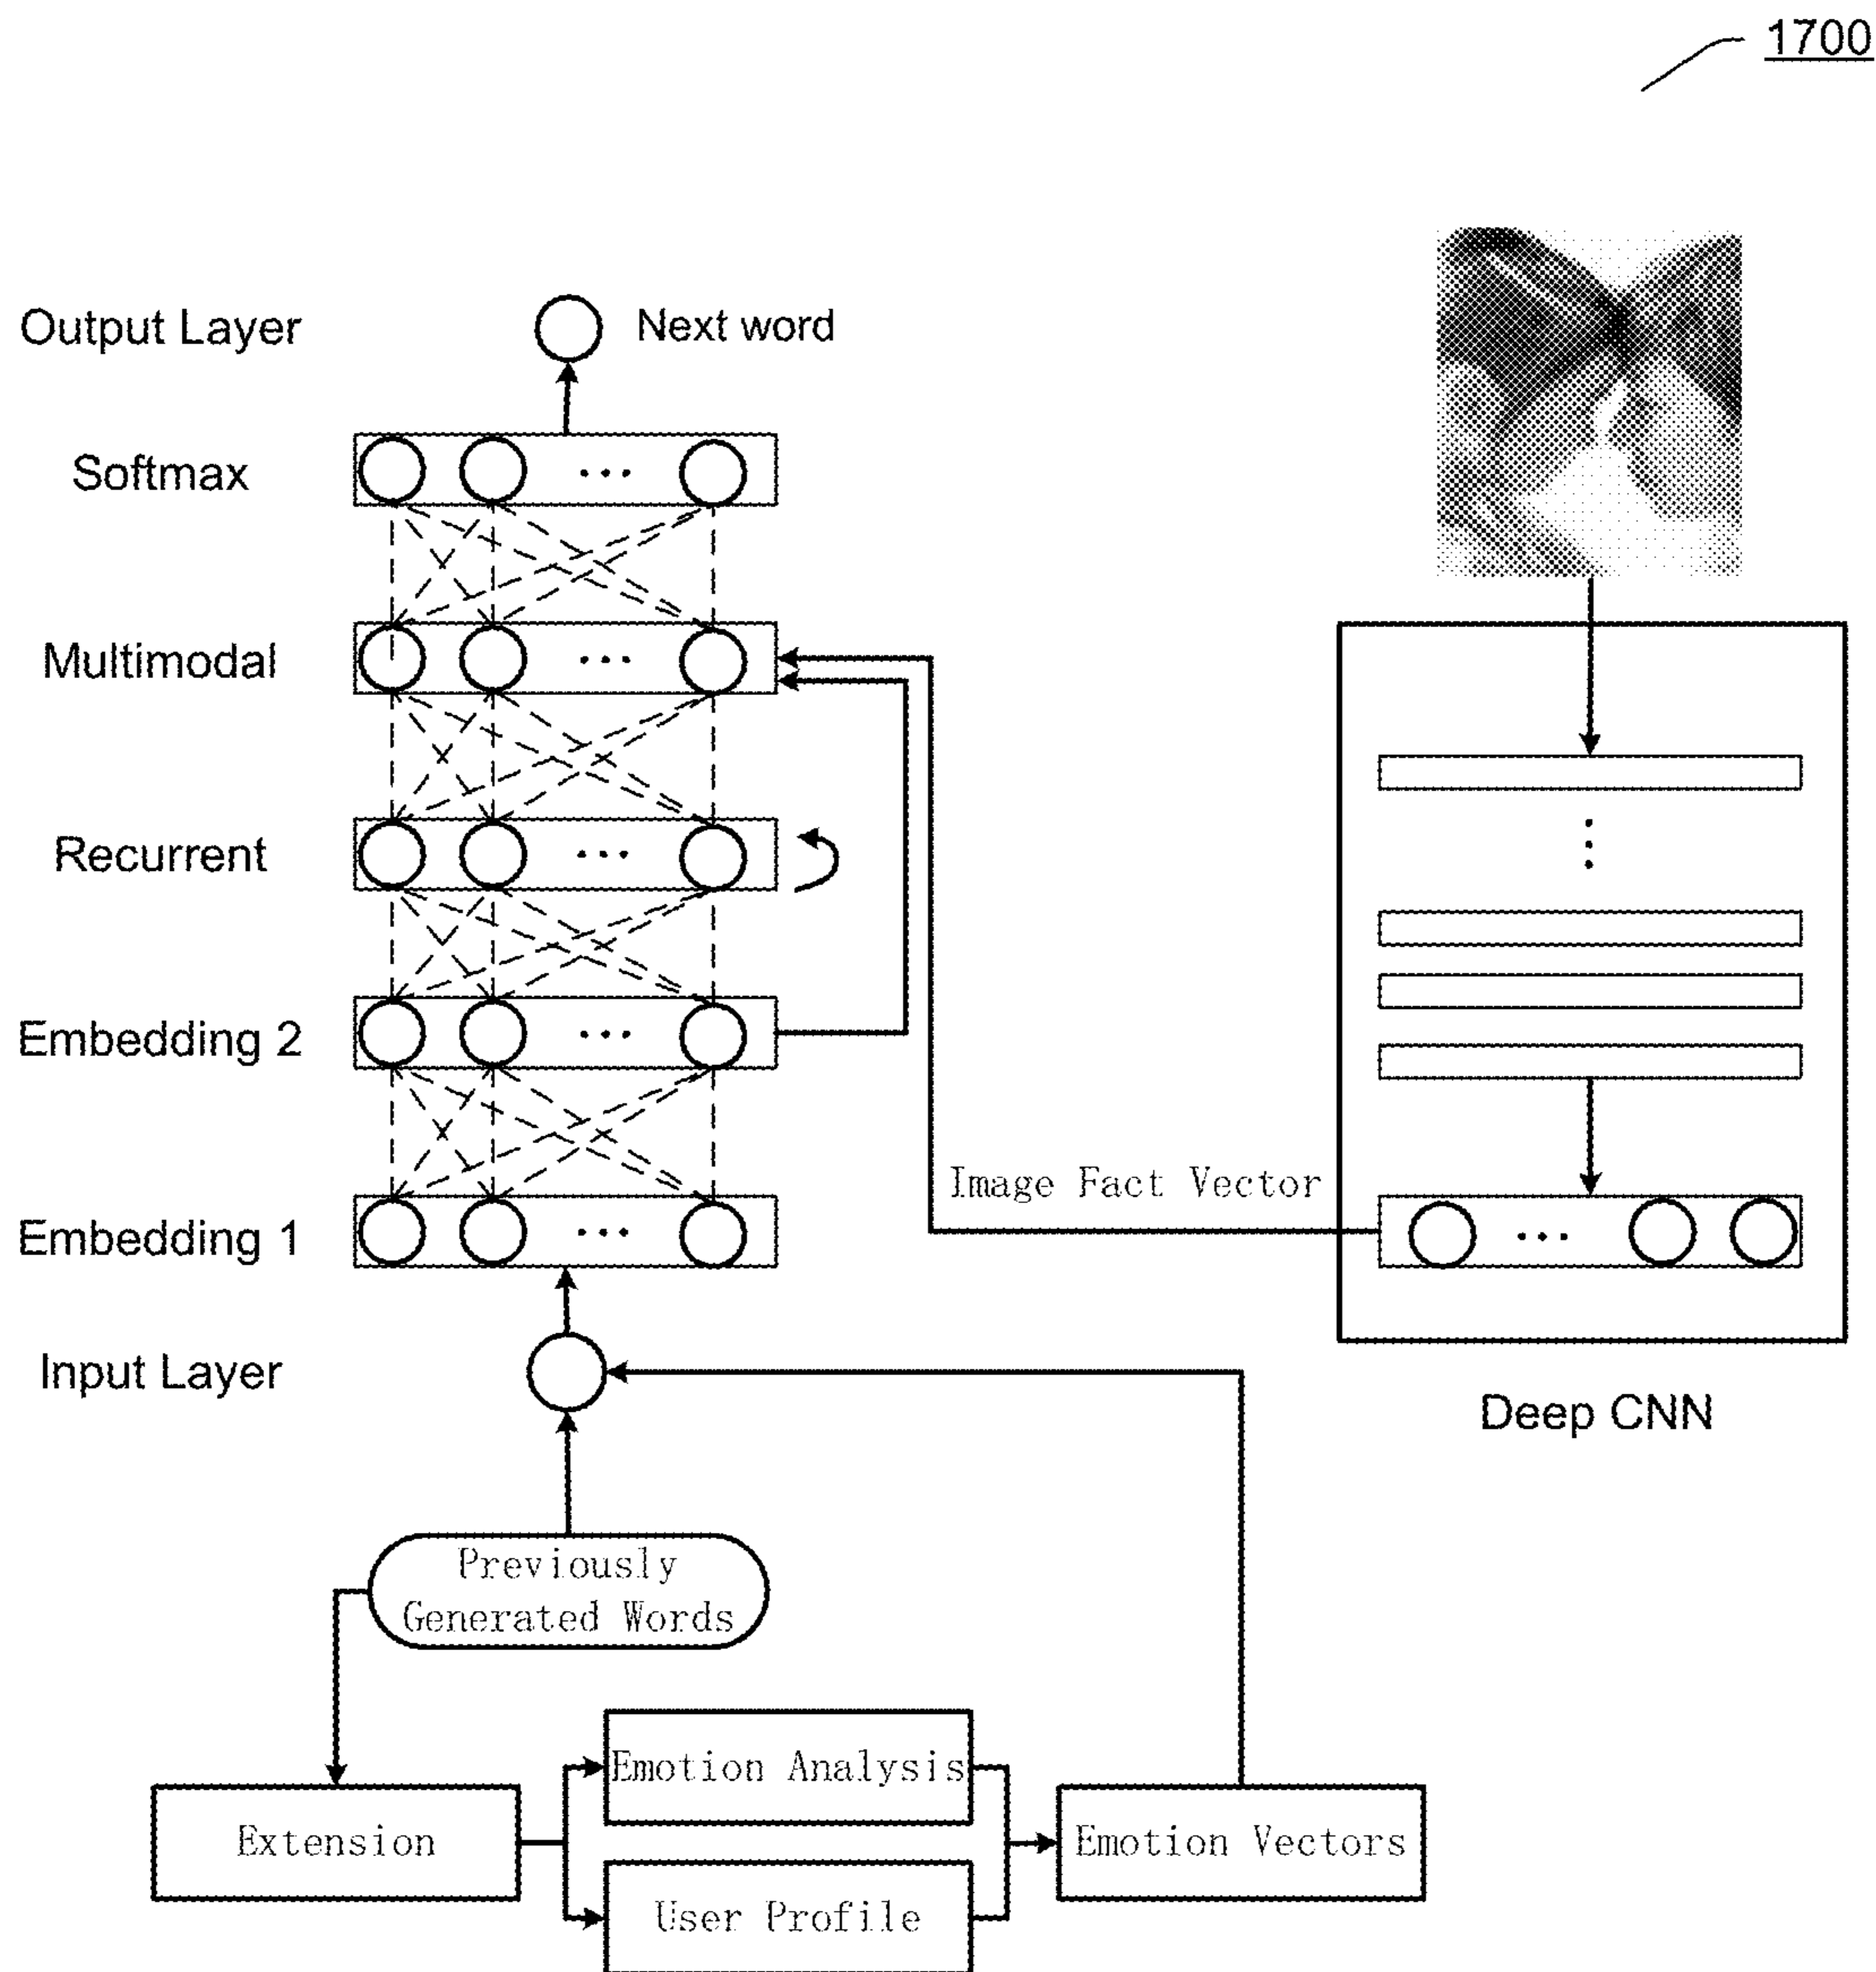 1700
Output Layer
Next word
Softmax
Multimodal
Recurrent
Embedding 2
Embedding 1
Image Fact Vector
Input Layer
Deep CNN
Previously
Generated Words
Emotion Analysis
Extension
Emotion Vectors
User Profile